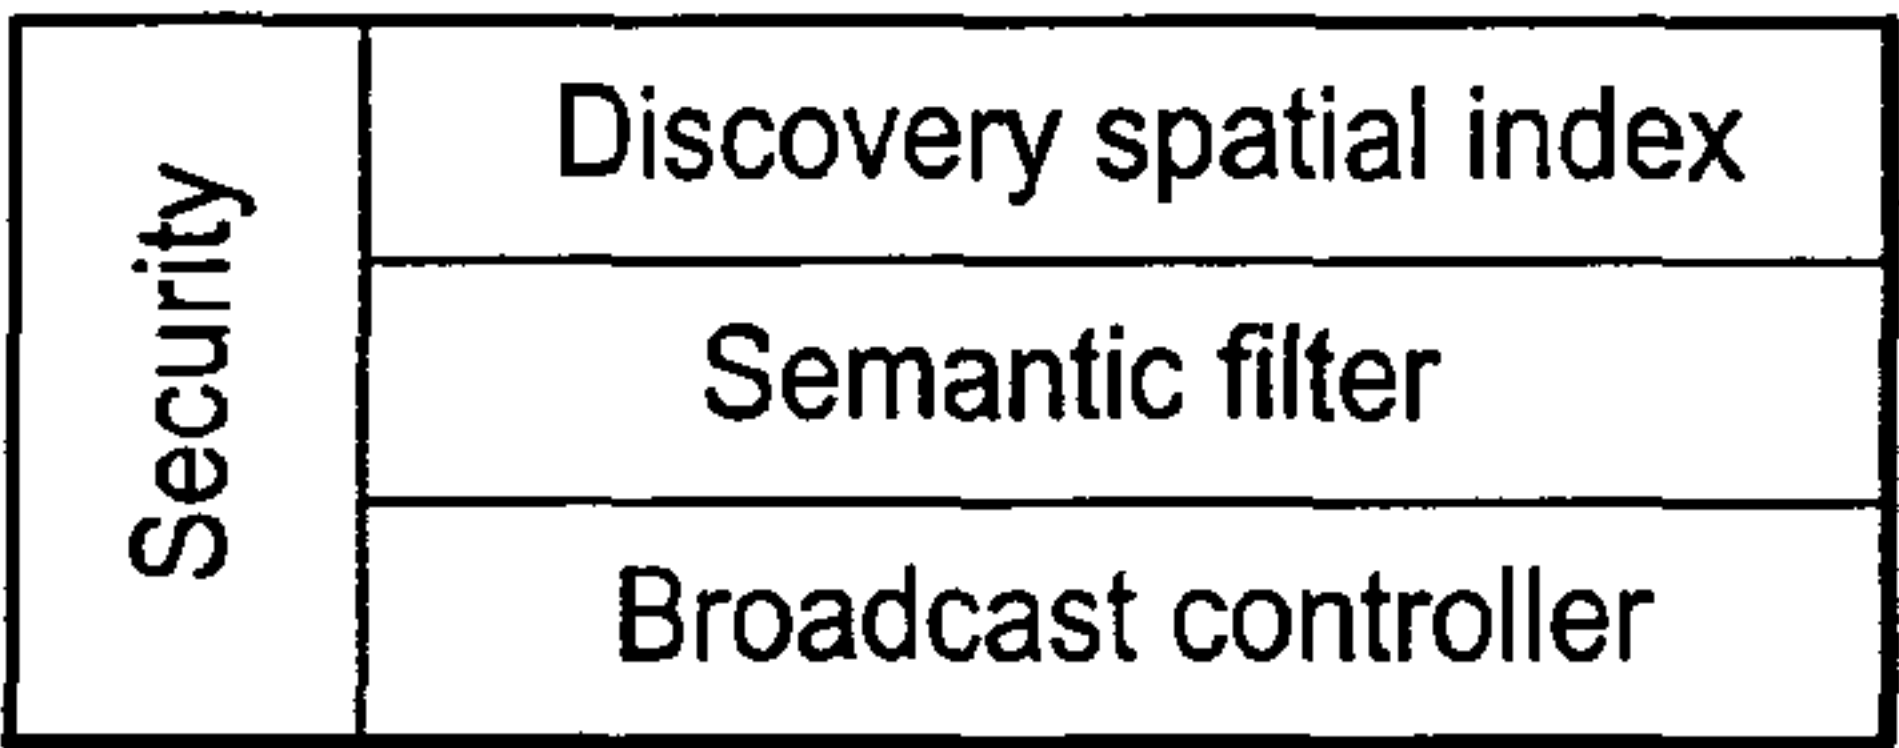 Security
Discovery spatial index
Semantic filter
Broadcast controller